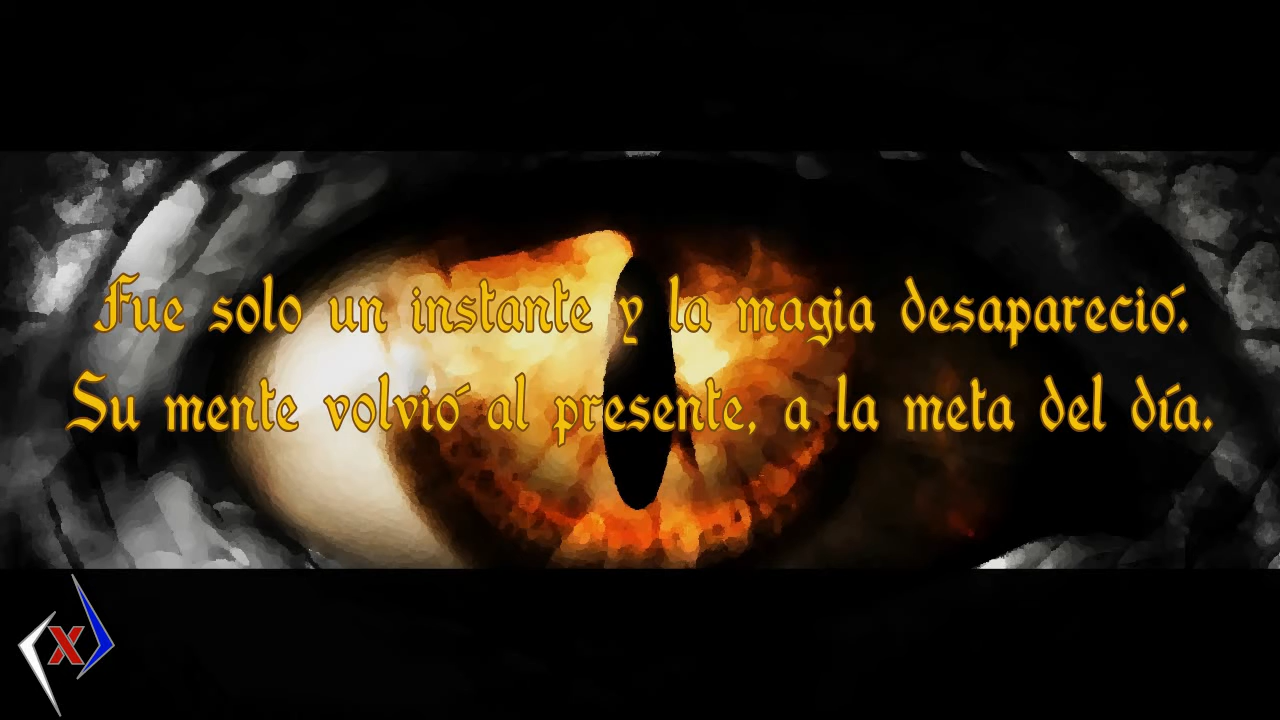 Fue solo un instante y la magia desapareció.
Su mente volvió al presente, a la meta del día.
X